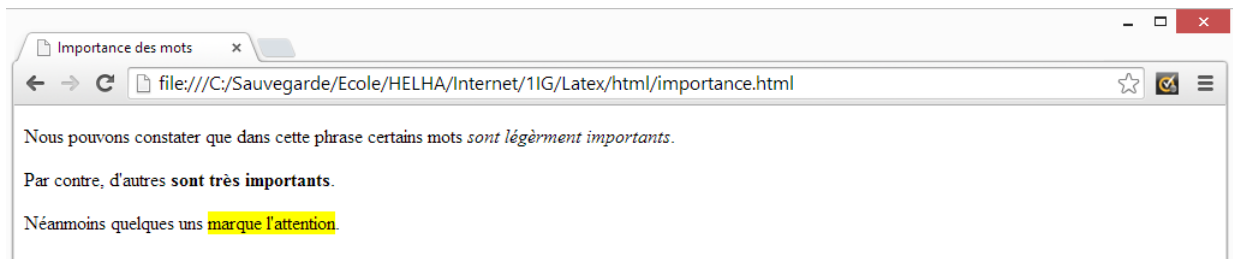 Importance des mots
file:///C:/Sauvegarde/Ecole/HELHA/Internet/1IG/Latex/html/importance.html
Nous pouvons constater que dans cette phrase certains mots sont légèrment importants.
Par contre, d'autres sont très importants.
Néanmoins quelques uns marque l'attention.